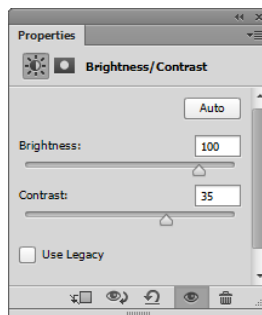 Properties
Brightness/Contrast
Auto
Brightness: 100
Contrast: 35
Use Legacy